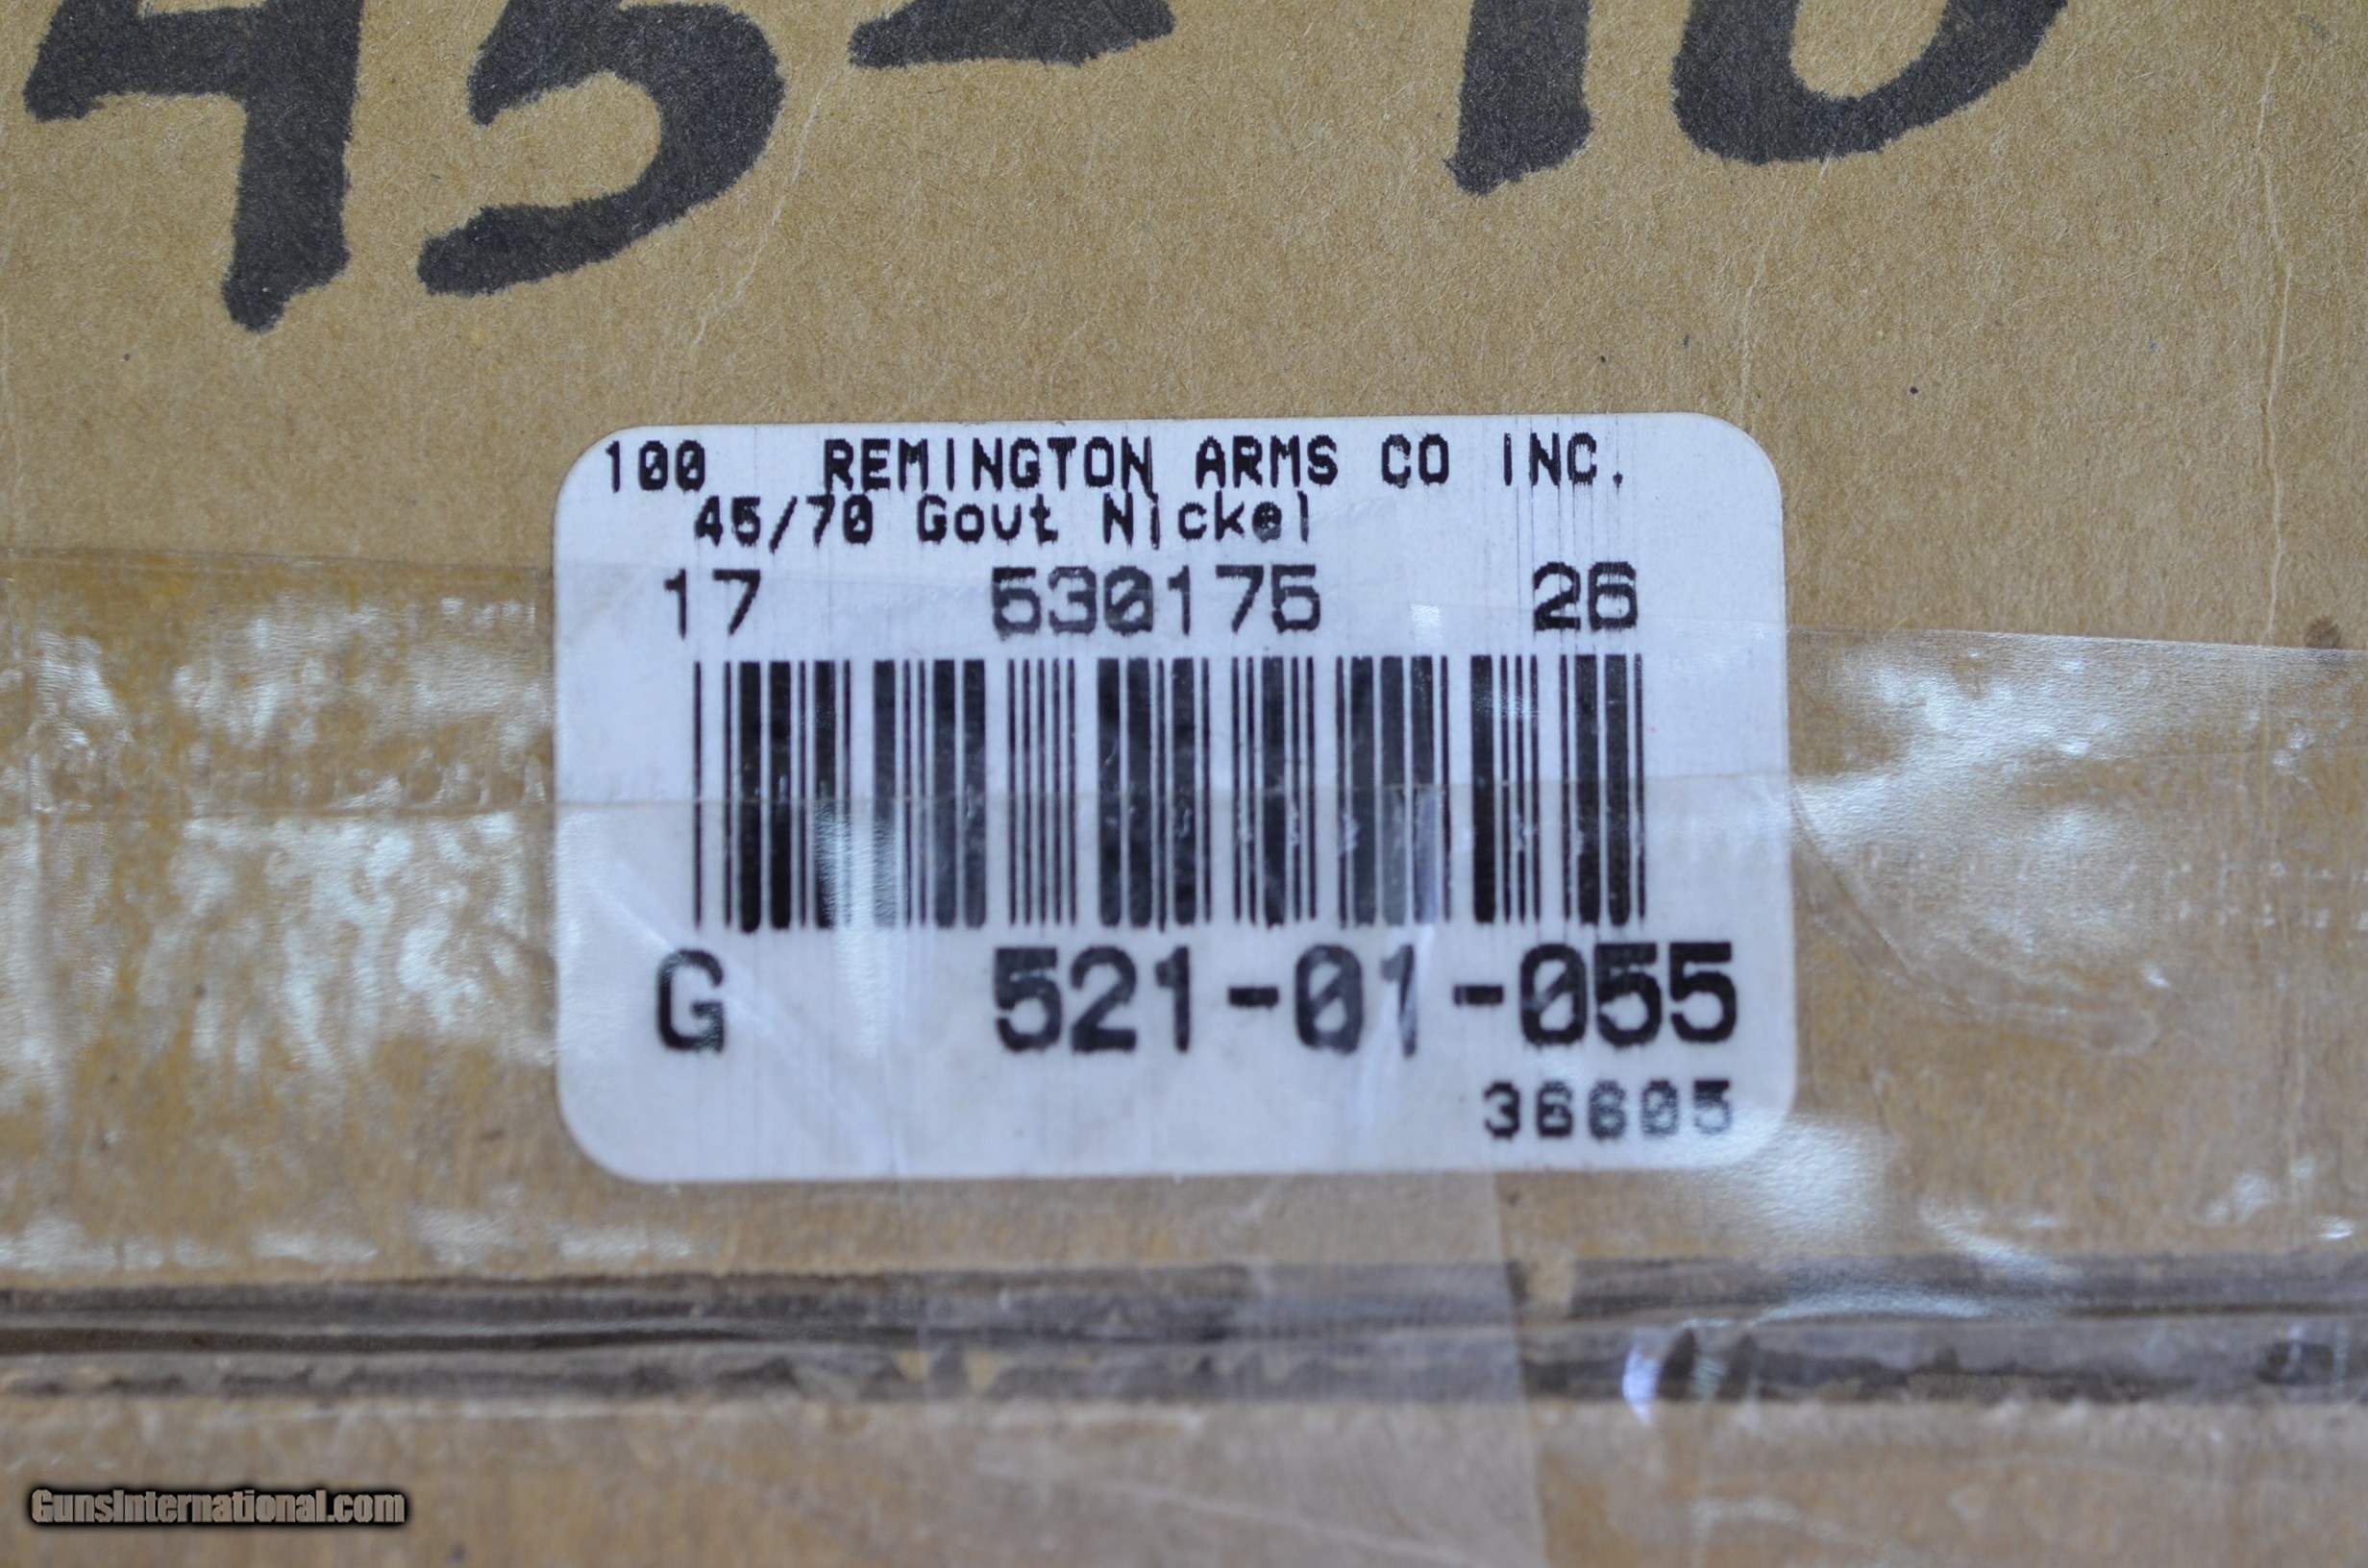 45-70
100 REMINGTON ARMS CO INC.
45/70 Govt Nickel
17 530175 26
G 521-01-055
36605
GunsInternational.com